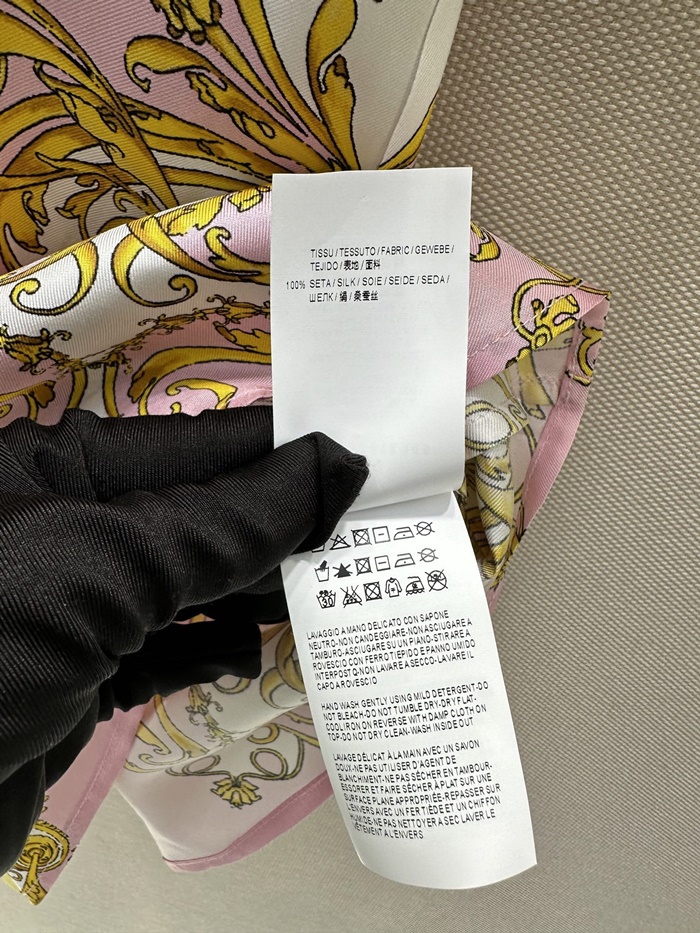 TISSU / TESSUTO / FABRIC / GEWEBE /
TEJIDO / 表地 / 面料
100% SETA / SILK / SOIE / SEIDE / SEDA /
ШЕЛК / 絹 / 桑蚕丝
30
LAVAGGIO A MANO DELICATO CON SAPONE
NEUTRO-NON CANDEGGIARE-NON ASCIUGARE A
TAMBURO-ASCIUGARE SU UN PIANO-STIRARE A
ROVESCIO CON FERRO TIEPIDO E PANNO UMIDO
INTERPOSTO-NON LAVARE A SECCO-LAVARE IL
CAPO A ROVESCIO
HAND WASH GENTLY USING MILD DETERGENT-DO
NOT BLEACH-DO NOT TUMBLE DRY-DRY FLAT-
COOL IRON ON REVERSE WITH DAMP CLOTH ON
TOP-DO NOT DRY CLEAN-WASH INSIDE OUT
LAVAGE DÉLICAT À LA MAIN AVEC UN SAVON
DOUX-NE PAS UTILISER D'AGENT DE
BLANCHIMENT-NE PAS SÉCHER EN TAMBOUR-
ESSORER ET FAIRE SÉCHER À PLAT SUR UNE
SURFACE PLANE APPRDPRIÉE-REPASSER SUR
L'ENVERS AVEC UN FER TIÈDE ET UN CHIFFON
HUMIDE-NE PAS NETTOYER A SEC LAVER LE
VÊTEMENT A L'ENVERS